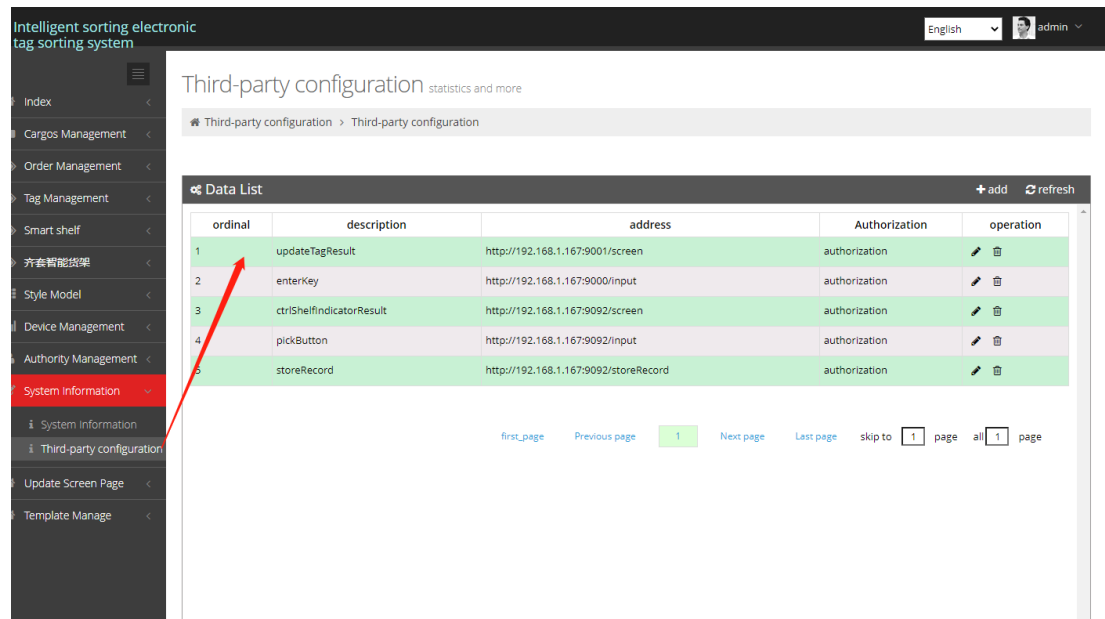 Intelligent sorting electronic
tag sorting system
English
admin
Index
Cargos Management
Order Management
Tag Management
Smart shelf
齐套智能货架
Style Model
Device Management
Authority Management
System Information
System Information
Third-party configuration
Update Screen Page
Template Manage
Third-party configuration statistics and more
Third-party configuration > Third-party configuration
Data List add refresh
ordinal description address Authorization operation
1 updateTagResult http://192.168.1.167:9001/screen authorization
2 enterKey http://192.168.1.167:9000/input authorization
3 ctrlShelfIndicatorResult http://192.168.1.167:9092/screen authorization
4 pickButton http://192.168.1.167:9092/input authorization
5 storeRecord http://192.168.1.167:9092/storeRecord authorization
first_page Previous page 1 Next page Last page skip to 1 page all 1 page